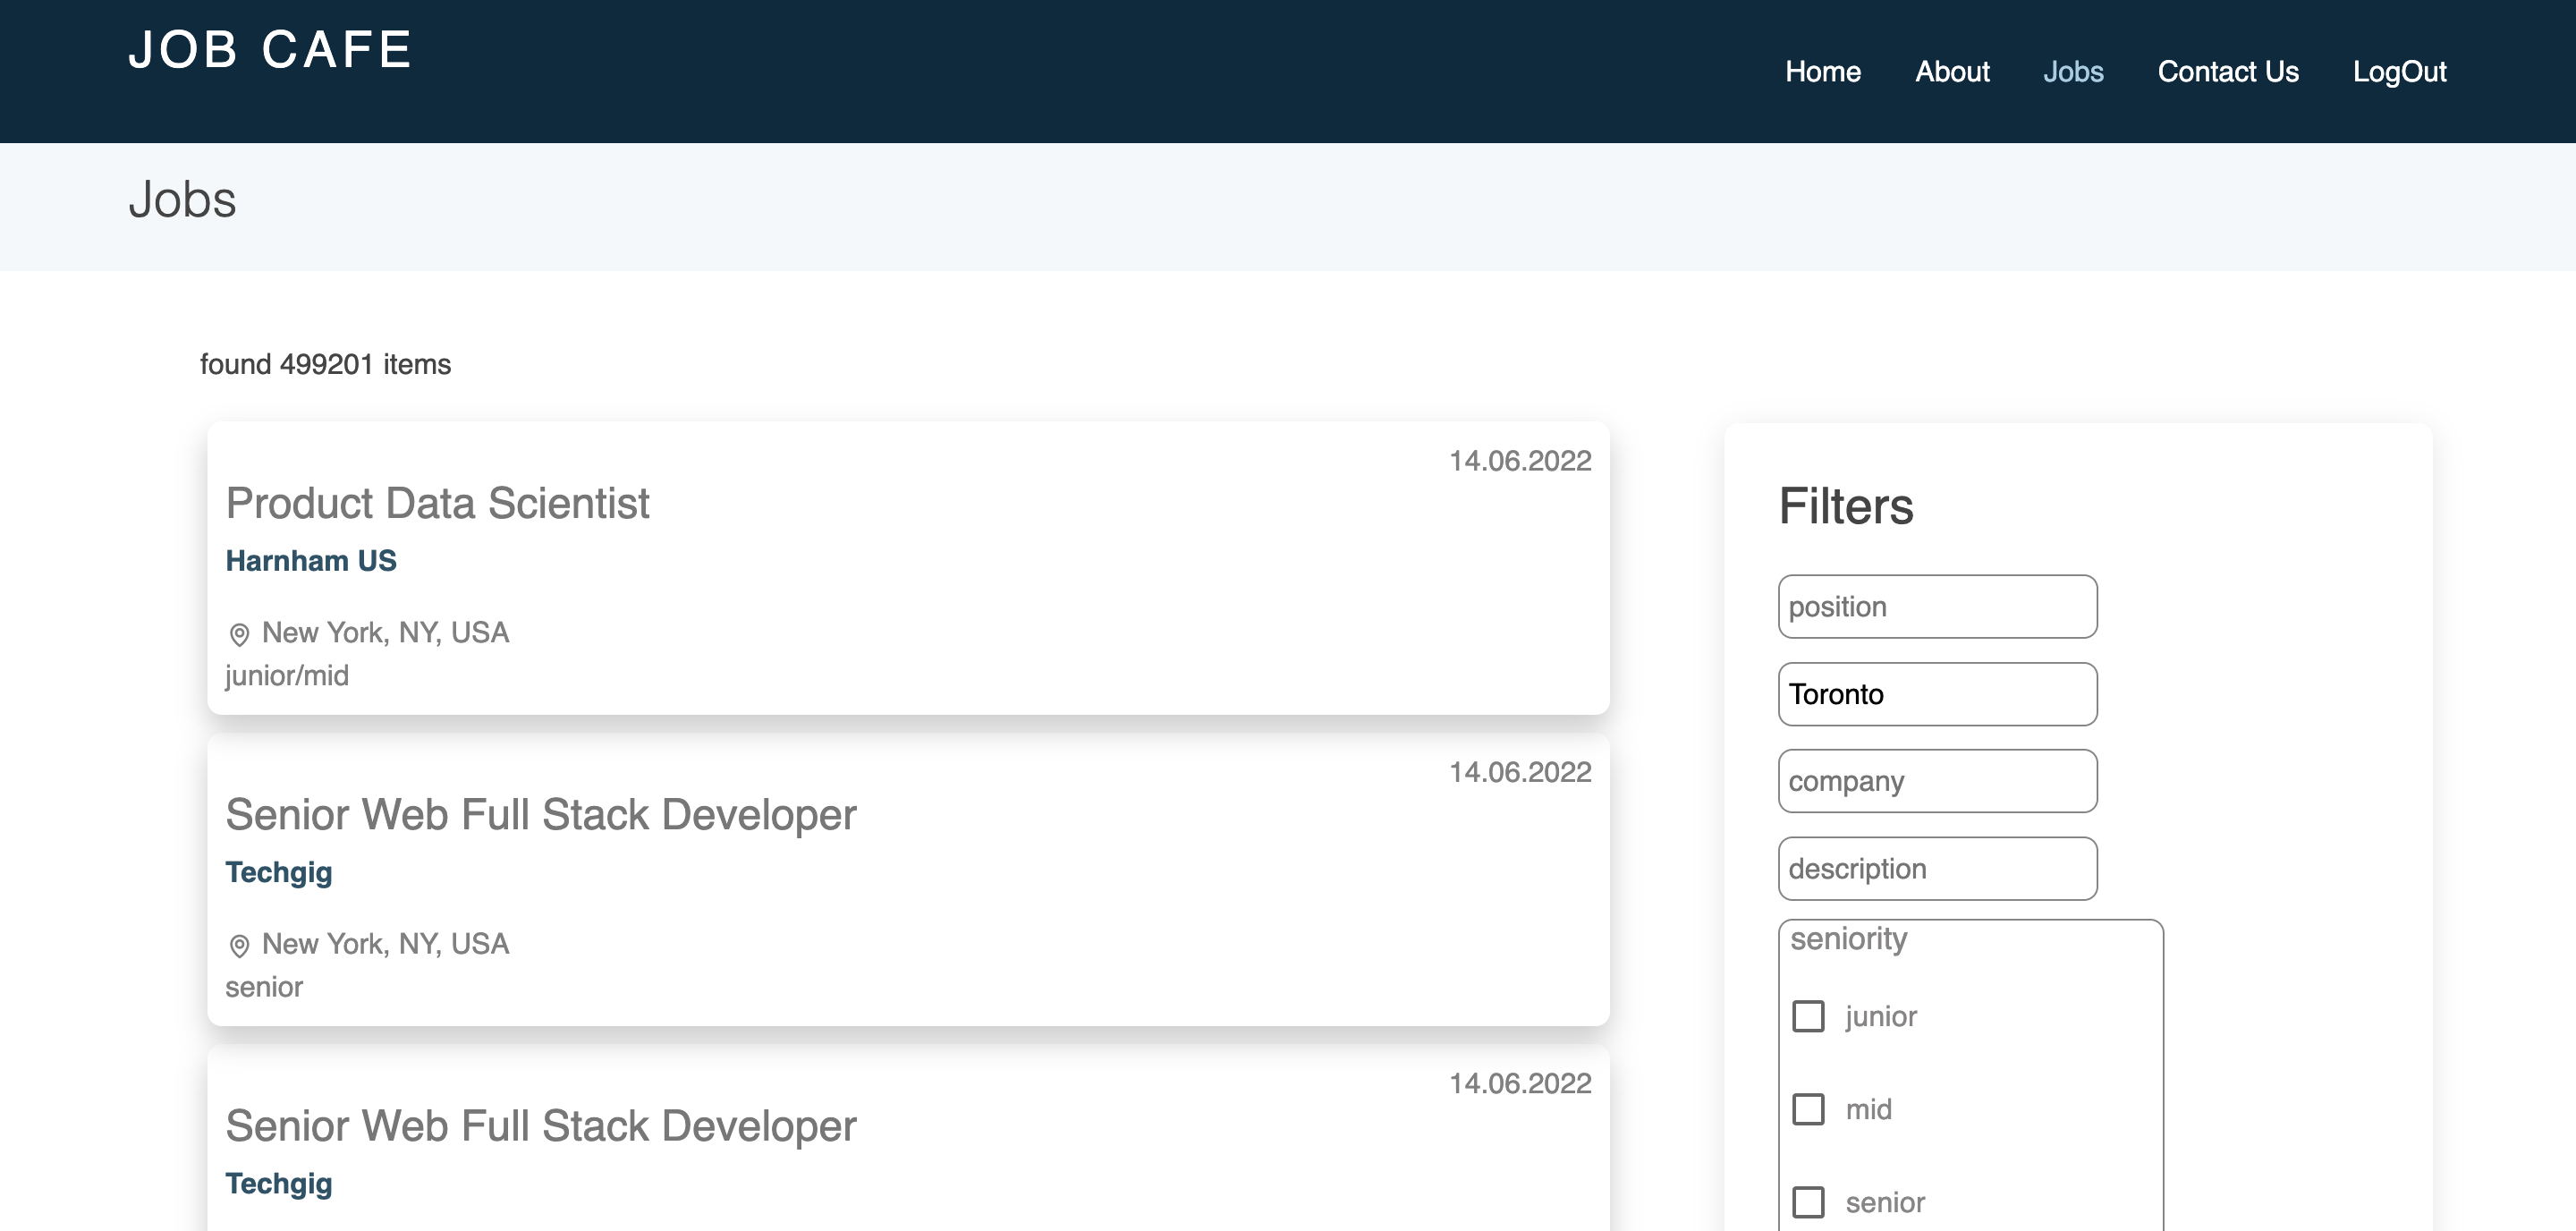 JOB CAFE
Home About Jobs Contact Us LogOut
Jobs
found 499201 items
14.06.2022
Product Data Scientist
Harnham US
New York, NY, USA
junior/mid
14.06.2022
Senior Web Full Stack Developer
Techgig
New York, NY, USA
senior
14.06.2022
Senior Web Full Stack Developer
Techgig
Filters
position
Toronto
company
description
seniority
junior
mid
senior